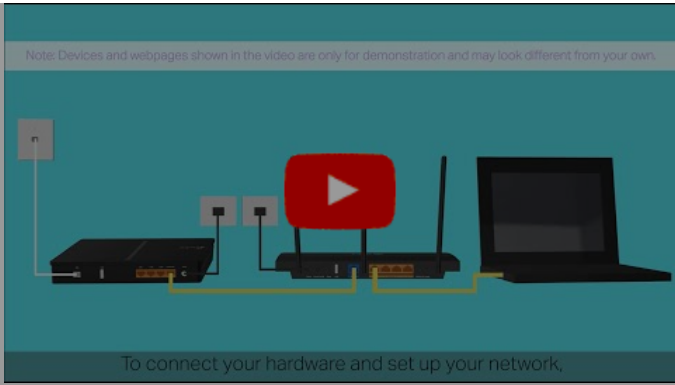 Note: Devices and webpages shown in the video are only for demonstration and may look different from your own.
To connect your hardware and set up your network,